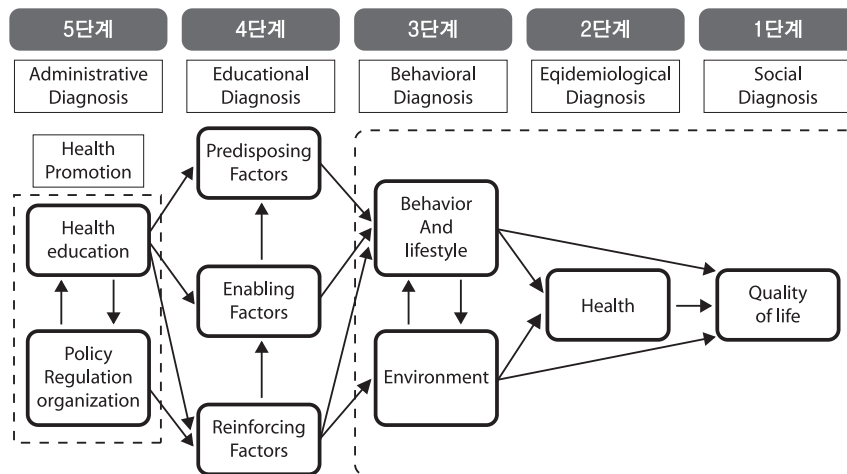 5단계
4단계
3단계
2단계
1단계
Administrative
Diagnosis
Educational
Diagnosis
Behavioral
Diagnosis
Eqidemiological
Diagnosis
Social
Diagnosis
Health
Promotion
Health
education
Policy
Regulation
organization
Predisposing
Factors
Enabling
Factors
Reinforcing
Factors
Behavior
And
lifestyle
Environment
Health
Quality
of life